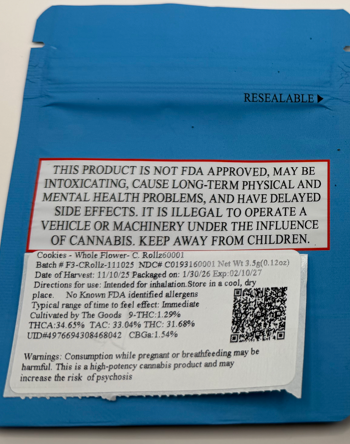 RESEALABLE
THIS PRODUCT IS NOT FDA APPROVED, MAY BE
INTOXICATING, CAUSE LONG-TERM PHYSICAL AND
MENTAL HEALTH PROBLEMS, AND HAVE DELAYED
SIDE EFFECTS. IT IS ILLEGAL TO OPERATE A
VEHICLE OR MACHINERY UNDER THE INFLUENCE
OF CANNABIS. KEEP AWAY FROM CHILDREN.
Cookies - Whole Flower- C. Rollz60001
Batch # F3-CRollz-111025 NDC# C0193160001 Net Wt 3.5g(0.12oz)
Date of Harvest: 11/10/25 Packaged on: 1/30/26 Exp:02/10/27
Directions for use: Intended for inhalation.Store in a cool, dry
place. No Known FDA identified allergens
Typical range of time to feel effect: Immediate
Cultivated by The Goods 9-THC:1.29%
THCA:34.65% TAC: 33.04% THC: 31.68%
UID#4976694308468042 CBGa:1.54%
Warnings: Consumption while pregnant or breathfeeding may be
harmful. This is a high-potency cannabis product and may
increase the risk of psychosis